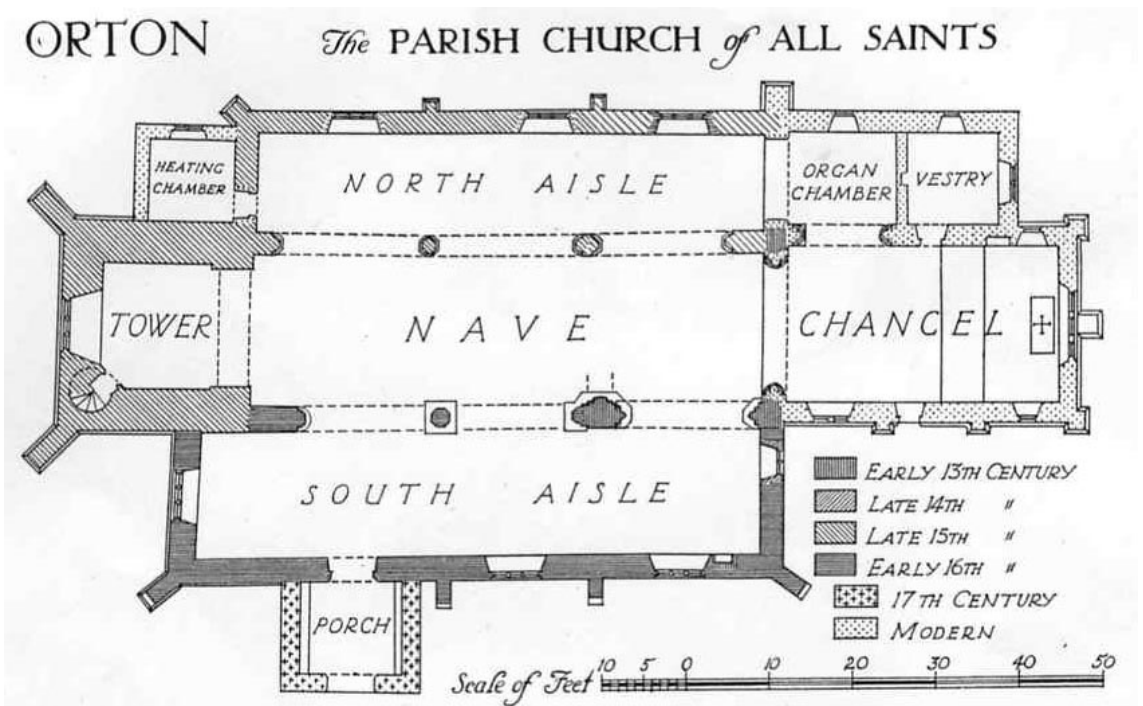 ORTON The PARISH CHURCH of ALL SAINTS
HEATING
CHAMBER
NORTH AISLE
ORGAN
CHAMBER
VESTRY
TOWER
NAVE
CHANCEL
SOUTH AISLE
PORCH
EARLY 13TH CENTURY
LATE 14TH "
LATE 15TH "
EARLY 16TH "
17TH CENTURY
MODERN
Scale of Feet
10 5 0 10 20 30 40 50